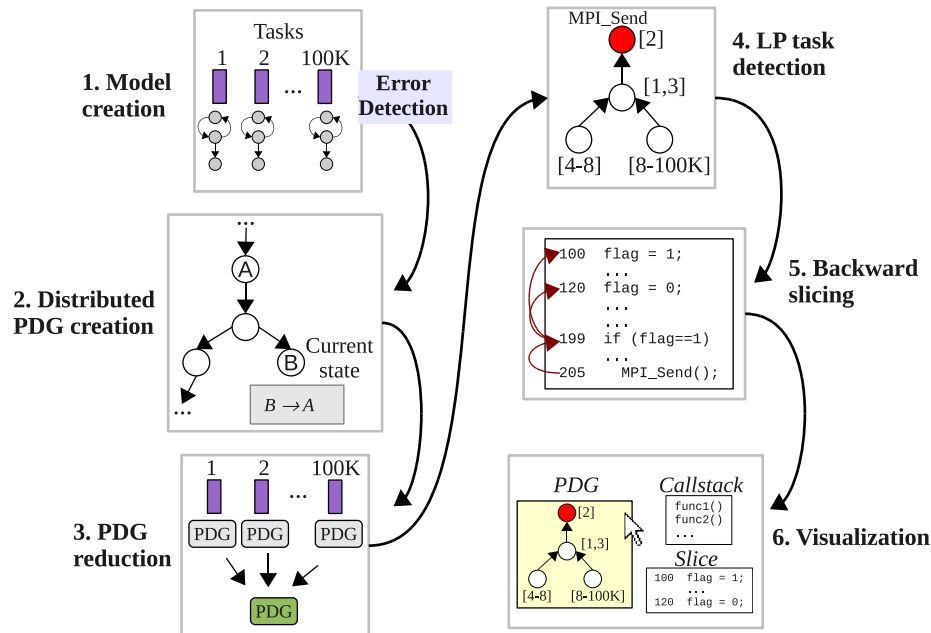 1. Model
creation
Tasks
1 2 ... 100K
Error
Detection
2. Distributed
PDG creation
...
A
B
Current
state
...
B → A
3. PDG
reduction
1 2 ... 100K
PDG PDG PDG
PDG
4. LP task
detection
MPI_Send
[2]
[1,3]
[4-8] [8-100K]
5. Backward
slicing
100 flag = 1;
...
120 flag = 0;
...
...
199 if (flag==1)
...
205 MPI_Send();
6. Visualization
PDG
[2]
[1,3]
[4-8] [8-100K]
Callstack
func1()
func2()
...
Slice
100 flag = 1;
...
120 flag = 0;